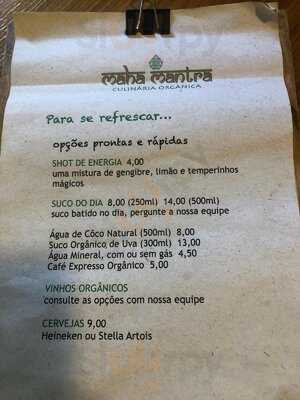 maha mantra
CULINÁRIA ORGÂNICA
Para se refrescar...
opções prontas e rápidas
SHOT DE ENERGIA 4,00
uma mistura de gengibre, limão e temperinhos
mágicos
SUCO DO DIA 8,00 (250ml) 14,00 (500ml)
suco batido no dia, pergunte a nossa equipe
Água de Côco Natural (500ml) 8,00
Suco Orgânico de Uva (300ml) 13,00
Água Mineral, com ou sem gás 4,50
Café Expresso Orgânico 5,00
VINHOS ORGÂNICOS
consulte as opções com nossa equipe
CERVEJAS 9,00
Heineken ou Stella Artois